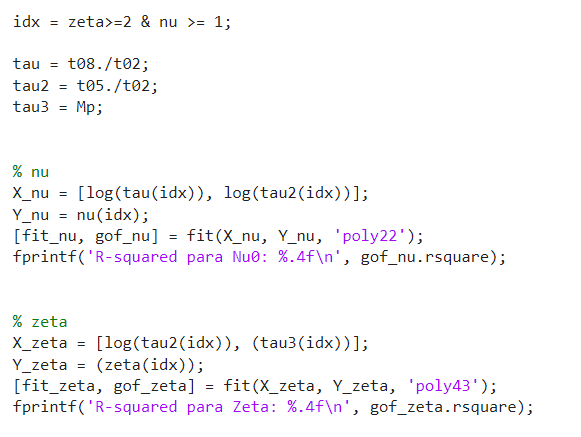 idx = zeta>=2 & nu >= 1;
tau = t08./t02;
tau2 = t05./t02;
tau3 = Mp;
% nu
X_nu = [log(tau(idx)), log(tau2(idx))];
Y_nu = nu(idx);
[fit_nu, gof_nu] = fit(X_nu, Y_nu, 'poly22');
fprintf('R-squared para Nu0: %.4f\n', gof_nu.rsquare);
% zeta
X_zeta = [log(tau2(idx)), (tau3(idx))];
Y_zeta = (zeta(idx));
[fit_zeta, gof_zeta] = fit(X_zeta, Y_zeta, 'poly43');
fprintf('R-squared para Zeta: %.4f\n', gof_zeta.rsquare);